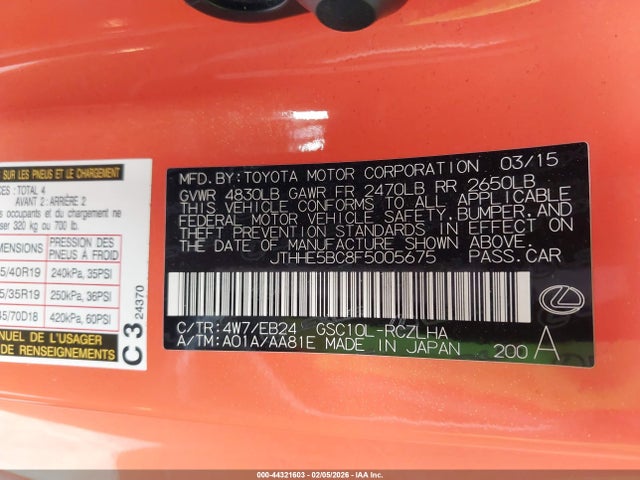 SUR LES PNEUS ET LE CHARGEMENT
CES : TOTAL 4
AVANT 2 : ARRIÈRE 2
occupants et du chargement ne
ser 320 kg ou 700 lb.
MENSIONS
PRESSION DES
PNEUS À FROID
5/40R19 240kPa, 35PSI
5/35R19 250kPa, 36PSI
5/70D18 420kPa, 60PSI
NUEL DE L'USAGER
DE RENSEIGNEMENTS
C3 24370
MFD. BY: TOYOTA MOTOR CORPORATION 03/15
GVWR 4830LB GAWR FR 2470LB RR 2650LB
THIS VEHICLE CONFORMS TO ALL APPLICABLE
FEDERAL MOTOR VEHICLE SAFETY, BUMPER, AND
THEFT PREVENTION STANDARDS IN EFFECT ON
THE DATE OF MANUFACTURE SHOWN ABOVE.
JTHHE5BC8F5005675 PASS. CAR
C/TR: 4W7/EB24 GSC10L-RCZLHA
A/TM: A01A/AA81E MADE IN JAPAN 200 A
000-44321603 - 02/05/2026 - IAA Inc.